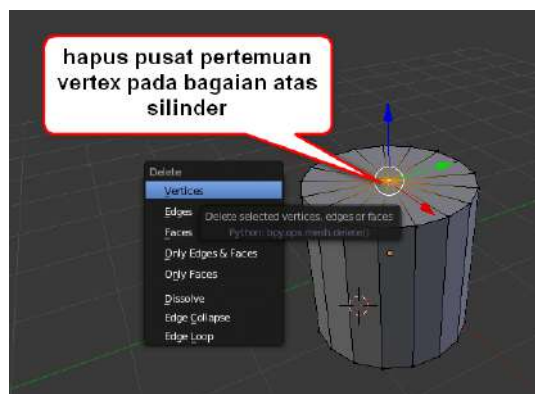 hapus pusat pertemuan
vertex pada bagaian atas
silinder
Delete
Vertices
Edges
Delete selected vertices, edges or faces
Faces
Python: bpy.ops.mesh.delete()
Only Edges & Faces
Only Faces
Dissolve
Edge Collapse
Edge Loop